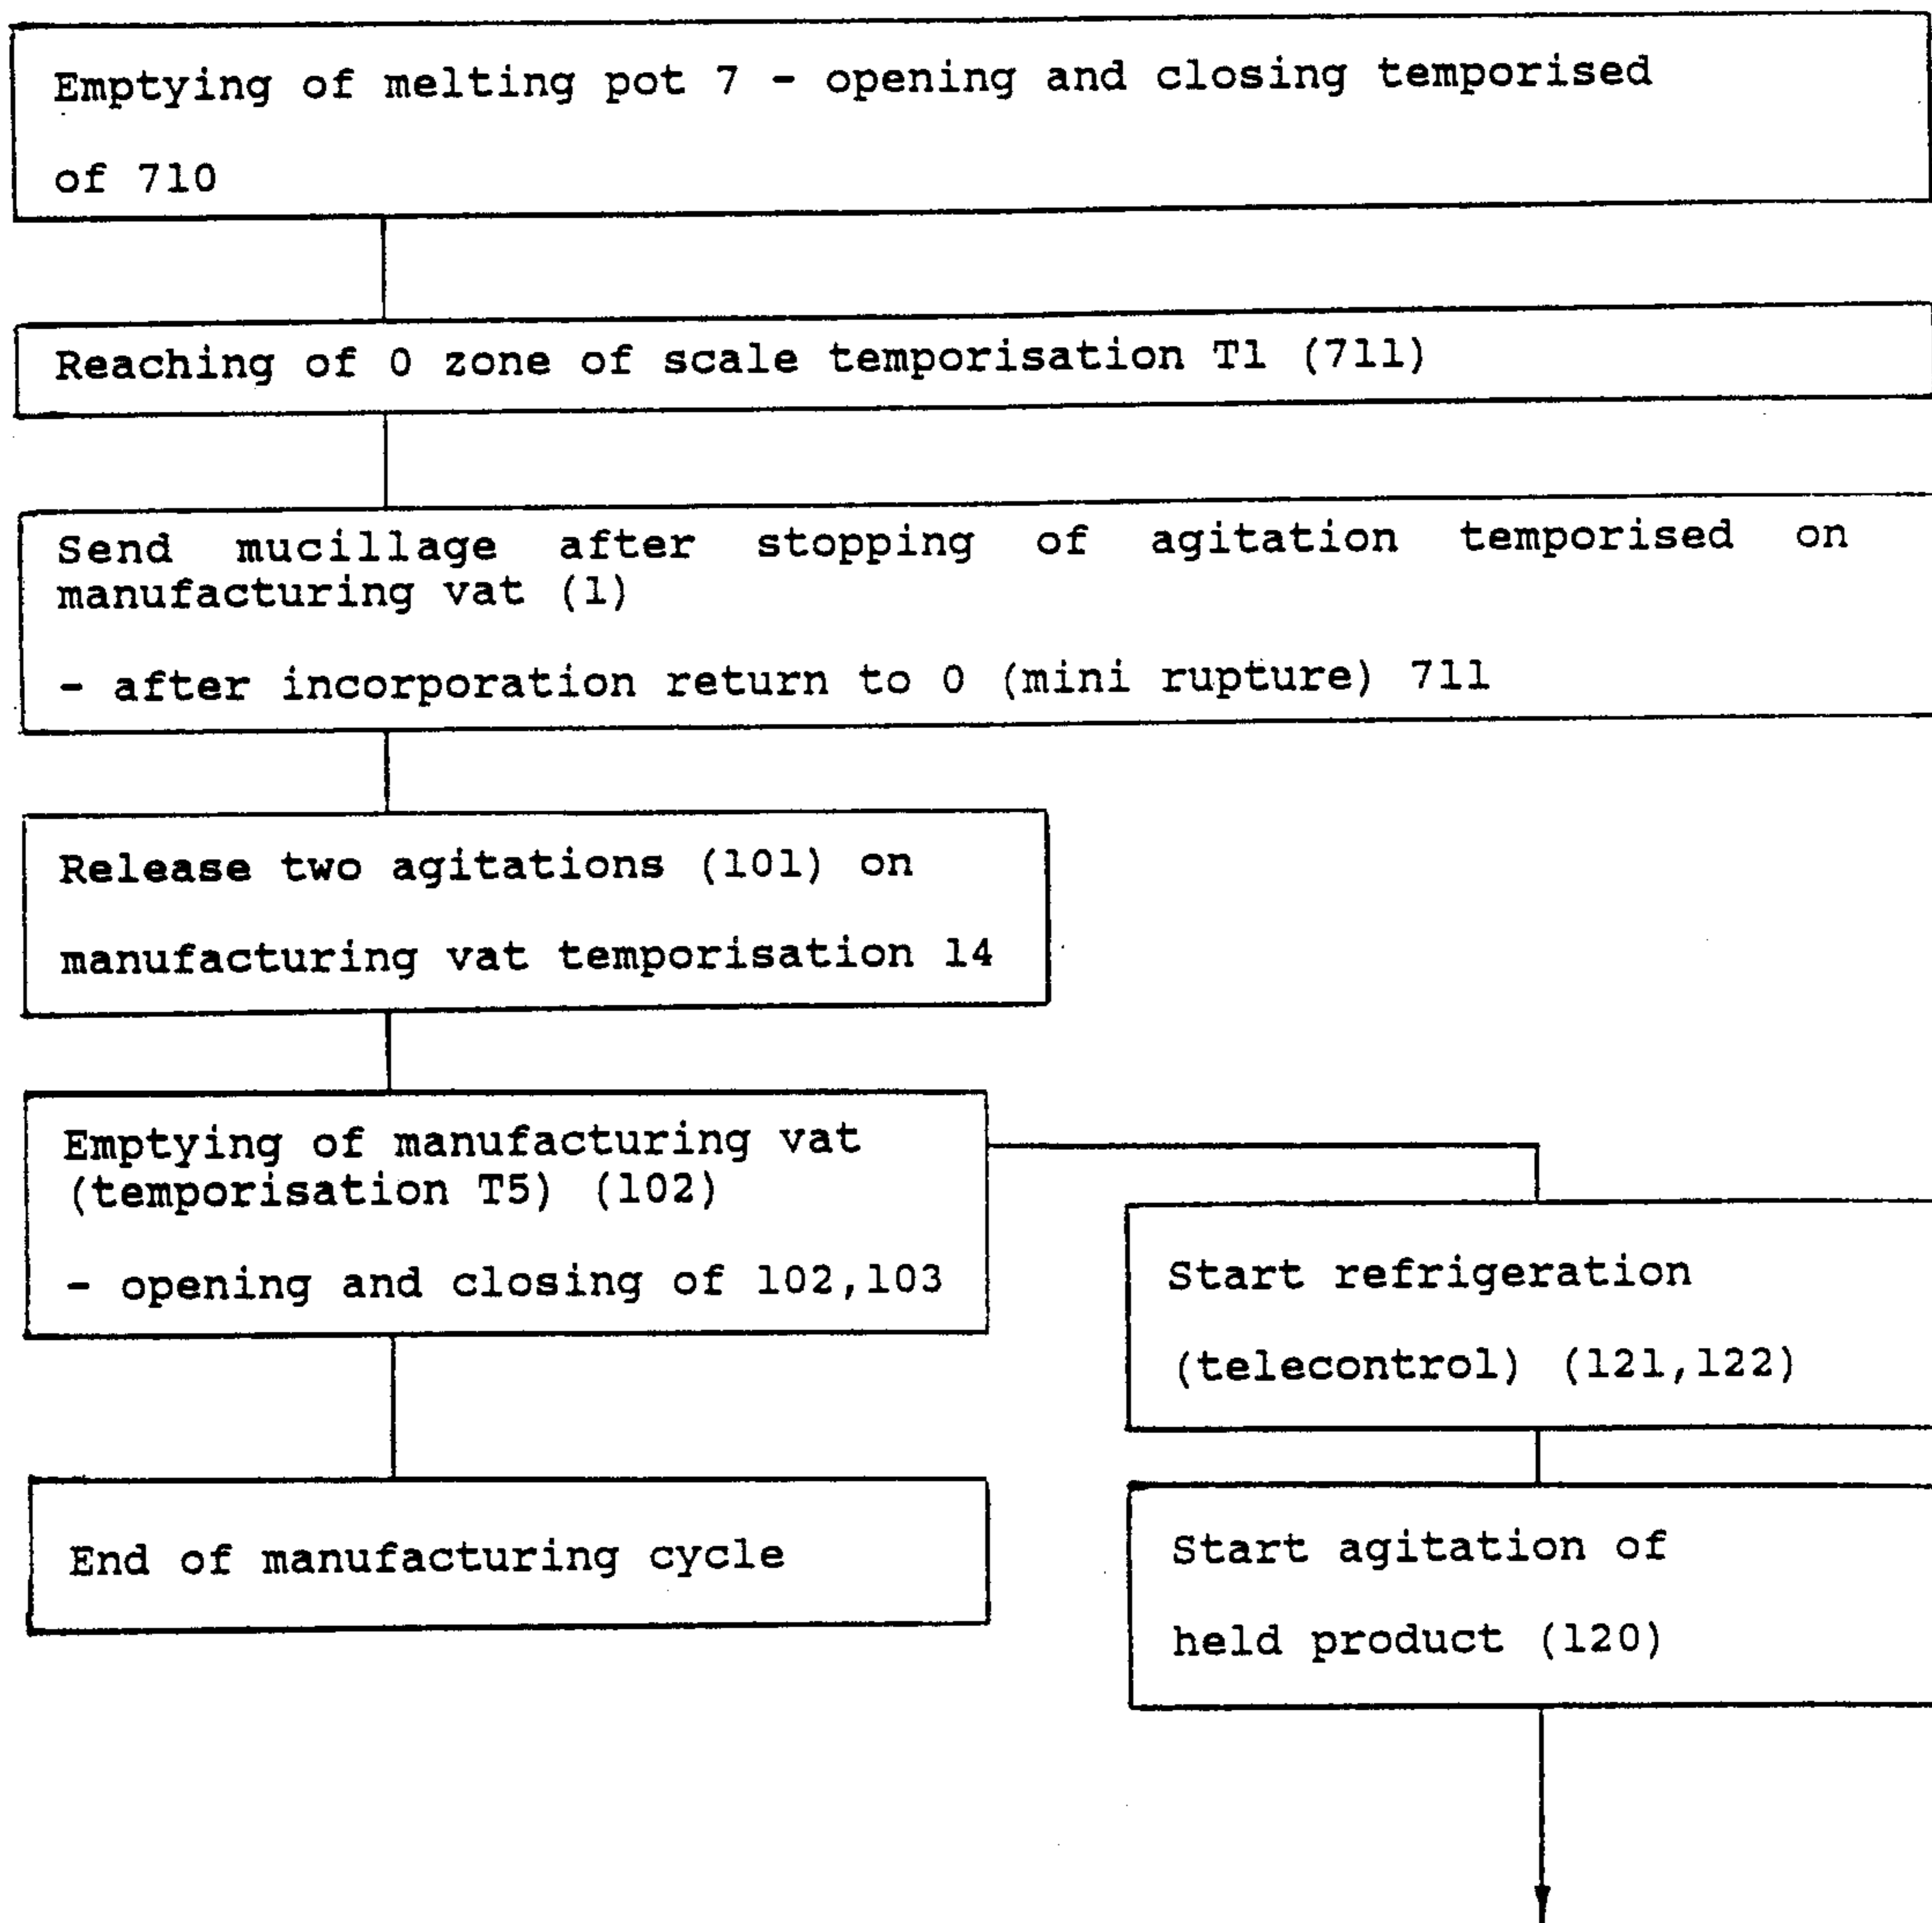 Emptying of melting pot 7 - opening and closing temporised
of 710
Reaching of 0 zone of scale temporisation T1 (711)
Send mucillage after stopping of agitation temporised on
manufacturing vat (1)
- after incorporation return to 0 (mini rupture) 711
Release two agitations (101) on
manufacturing vat temporisation 14
Emptying of manufacturing vat
(temporisation T5) (102)
- opening and closing of 102,103
Start refrigeration
(telecontrol) (121,122)
End of manufacturing cycle
Start agitation of
held product (120)